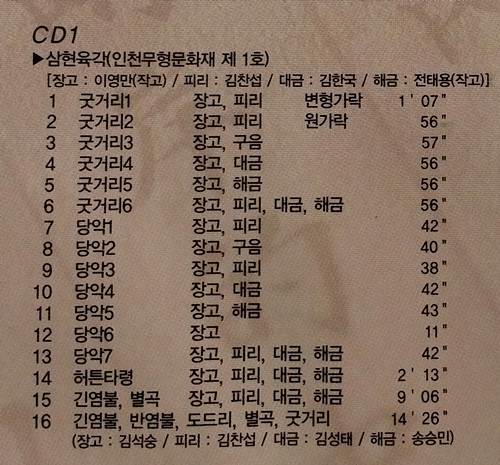 CD1
▶삼현육각(인천무형문화재 제 1호)
[장고 : 이영만(작고) / 피리 : 김찬섭 / 대금 : 김한국 / 해금 : 전태용(작고)]
1 굿거리1 장고, 피리 변형가락 1 ' 07"
2 굿거리2 장고, 피리 원가락 56"
3 굿거리3 장고, 구음 57"
4 굿거리4 장고, 대금 56"
5 굿거리5 장고, 해금 56"
6 굿거리6 장고, 피리, 대금, 해금 56"
7 당악1 장고, 피리 42"
8 당악2 장고, 구음 40"
9 당악3 장고, 피리 38"
10 당악4 장고, 대금 42"
11 당악5 장고, 해금 43"
12 당악6 장고 11"
13 당악7 장고, 피리, 대금, 해금 42"
14 허튼타령 장고, 피리, 대금, 해금 2 ' 13"
15 긴염불, 별곡 장고, 피리, 대금, 해금 9 ' 06"
16 긴염불, 반염불, 도드리, 별곡, 굿거리 14 ' 26"
(장고 : 김석숭 / 피리 : 김찬섭 / 대금 : 김성태 / 해금 : 송승민)